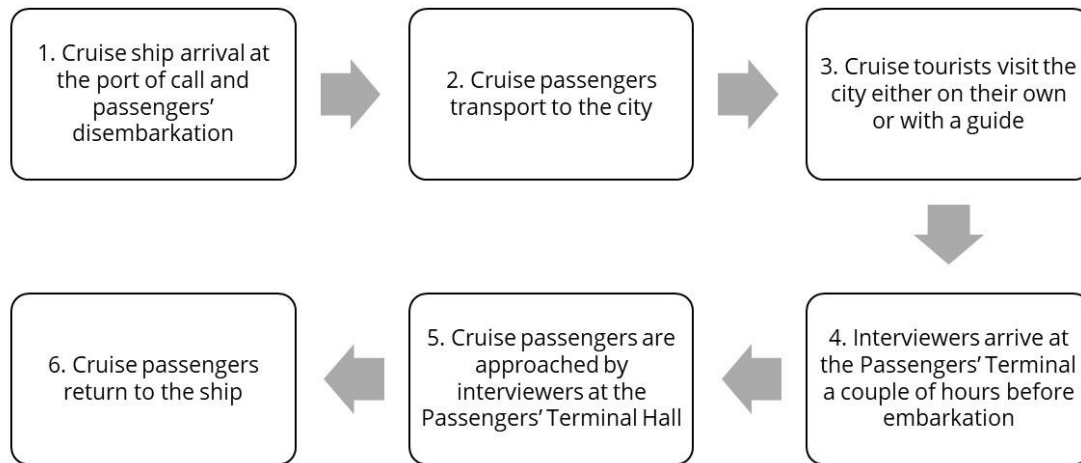 1. Cruise ship arrival at
the port of call and
passengers’
disembarkation
2. Cruise passengers
transport to the city
3. Cruise tourists visit the
city either on their own
or with a guide
4. Interviewers arrive at
the Passengers’ Terminal
a couple of hours before
embarkation
5. Cruise passengers are
approached by
interviewers at the
Passengers’ Terminal Hall
6. Cruise passengers
return to the ship